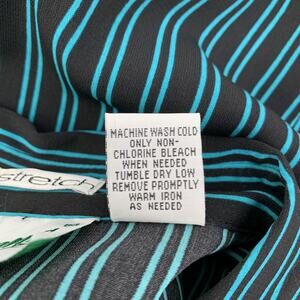 MACHINE WASH COLD
ONLY NON-
CHLORINE BLEACH
WHEN NEEDED
TUMBLE DRY LOW
REMOVE PROMPTLY
WARM IRON
AS NEEDED
stretch